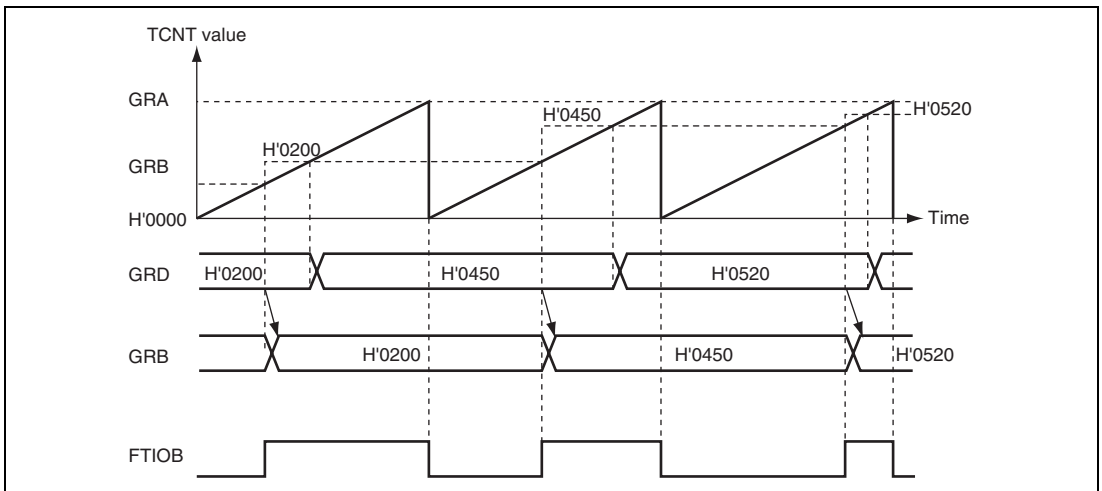 TCNT value
GRA
H'0450
H'0520
H'0200
GRB
H'0000
Time
GRD
H'0200
H'0450
H'0520
GRB
H'0200
H'0450
H'0520
FTIOB